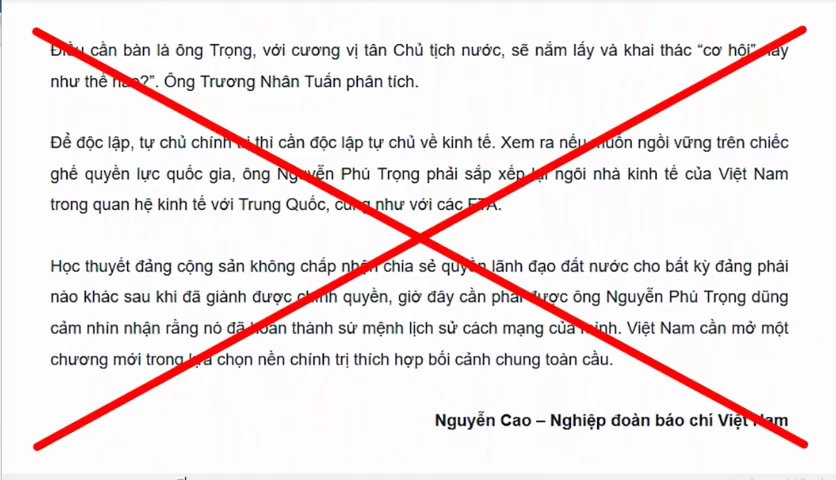 Điều cần bàn là ông Trọng, với cương vị tân Chủ tịch nước, sẽ nắm lấy và khai thác “cơ hội” này
như thế nào?”. Ông Trương Nhân Tuấn phân tích.
Để độc lập, tự chủ chính trị thì cần độc lập tự chủ về kinh tế. Xem ra nếu muốn ngồi vững trên chiếc
ghế quyền lực quốc gia, ông Nguyễn Phú Trọng phải sắp xếp lại ngôi nhà kinh tế của Việt Nam
trong quan hệ kinh tế với Trung Quốc, cũng như với các FTA.
Học thuyết đảng cộng sản không chấp nhận chia sẻ quyền lãnh đạo đất nước cho bất kỳ đảng phái
nào khác sau khi đã giành được chính quyền, giờ đây cần phải được ông Nguyễn Phú Trọng dũng
cảm nhìn nhận rằng nó đã hoàn thành sứ mệnh lịch sử cách mạng của mình. Việt Nam cần mở một
chương mới trong lựa chọn nền chính trị thích hợp bối cảnh chung toàn cầu.
Nguyễn Cao – Nghiệp đoàn báo chí Việt Nam